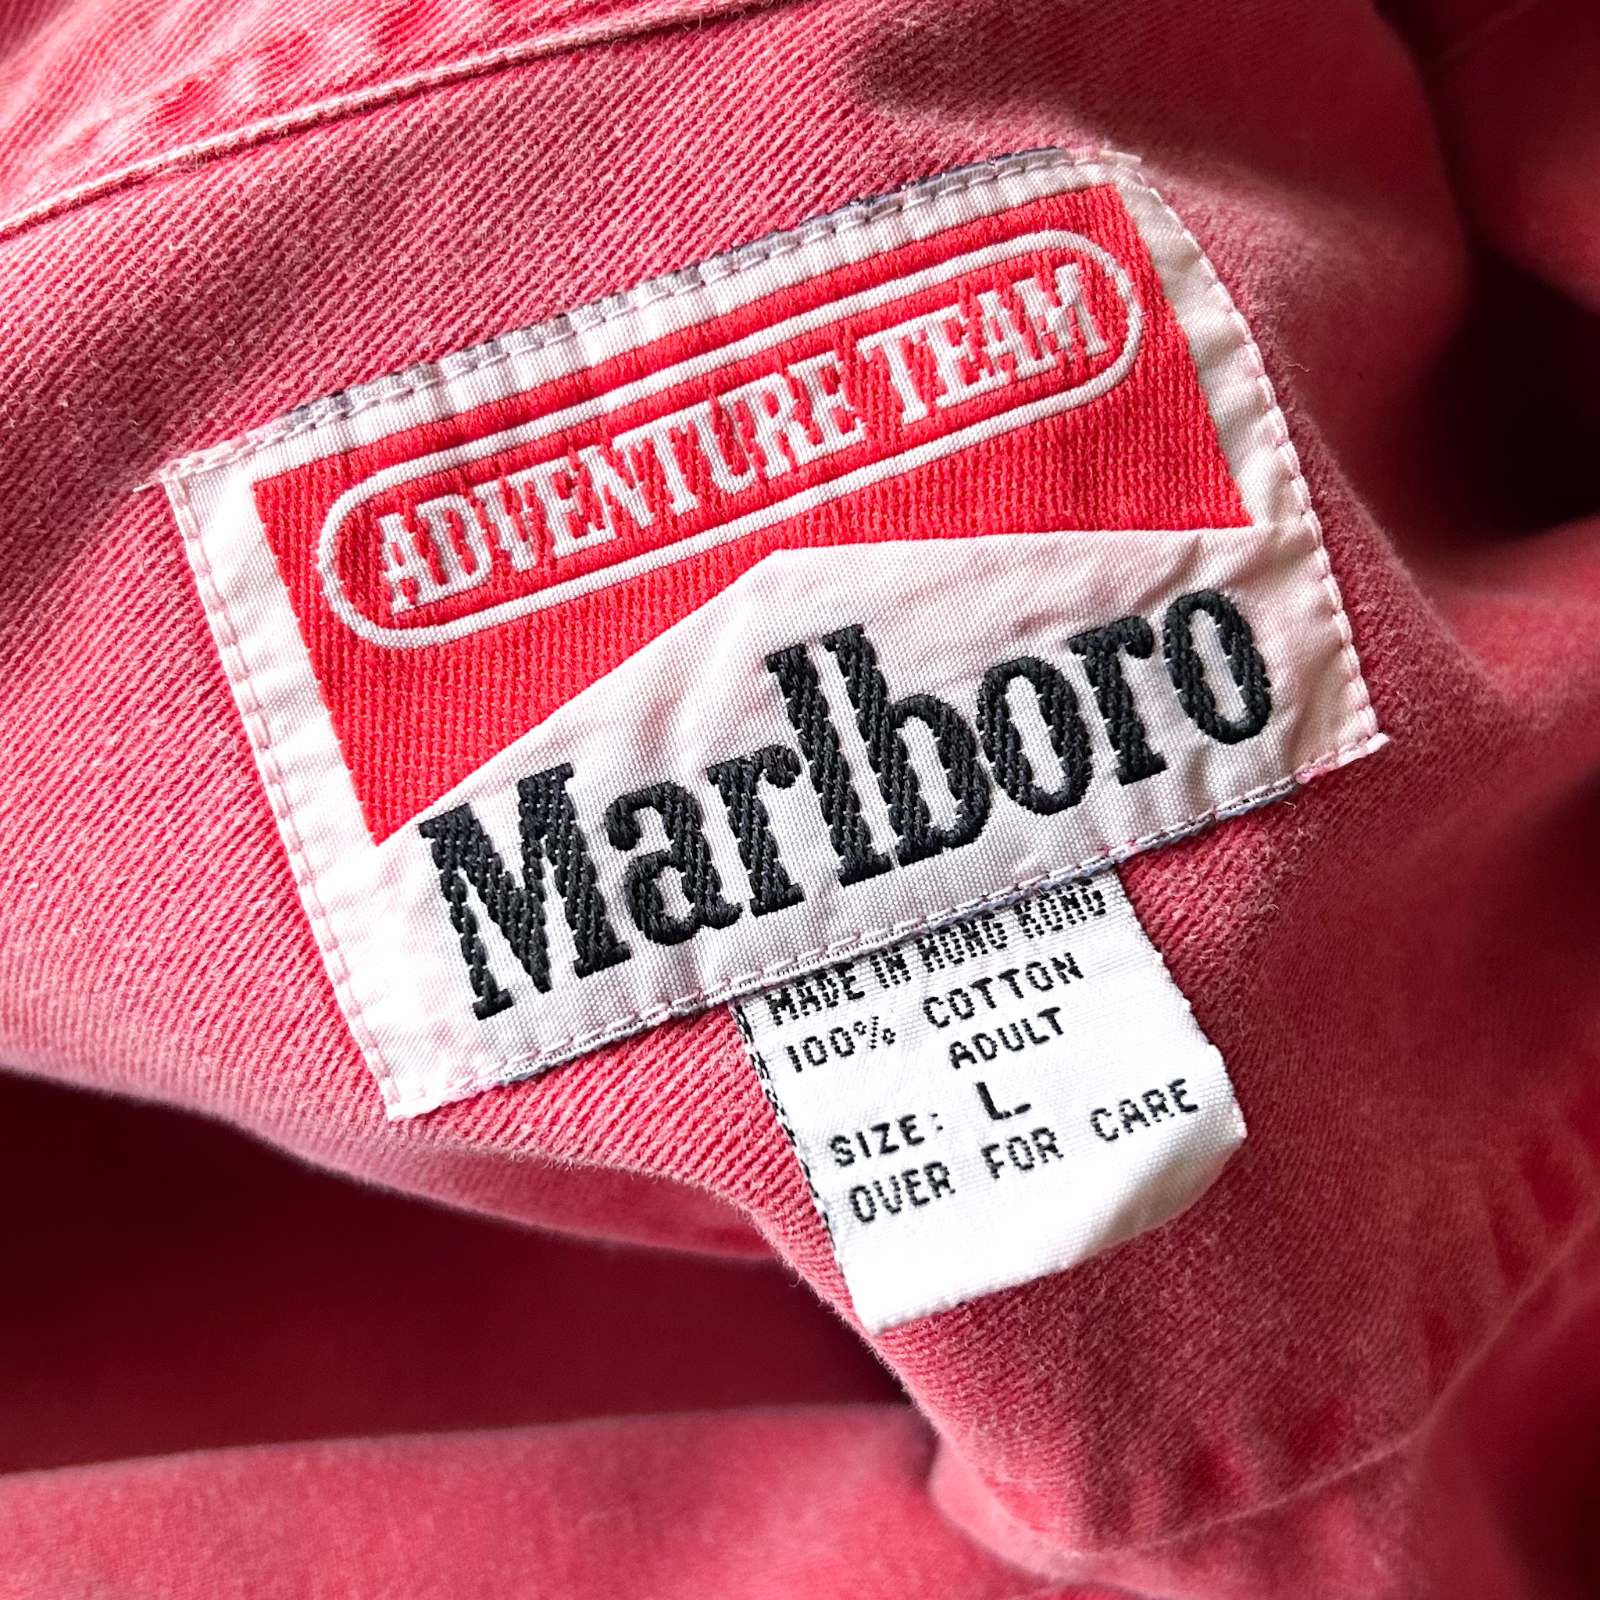 ADVENTURE TEAM
Marlboro
MADE IN HONG KONG
100% COTTON
ADULT
SIZE: L
OVER FOR CARE